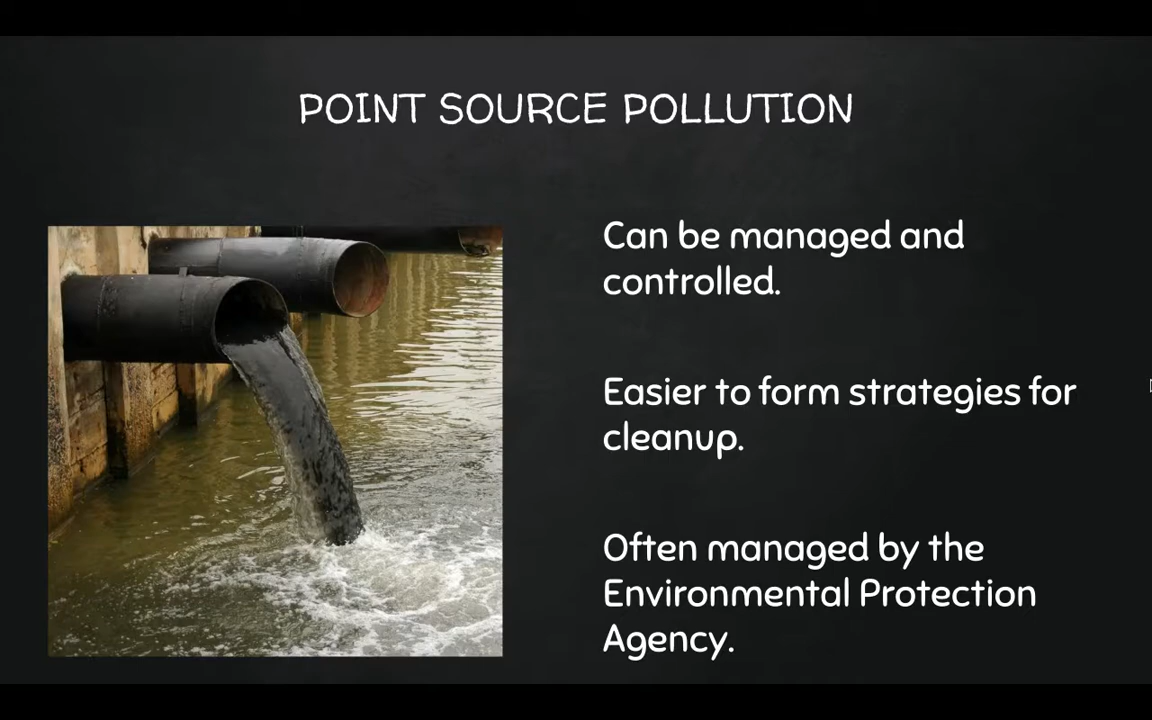 POINT SOURCE POLLUTION
Can be managed and
controlled.
Easier to form strategies for
cleanup.
Often managed by the
Environmental Protection
Agency.